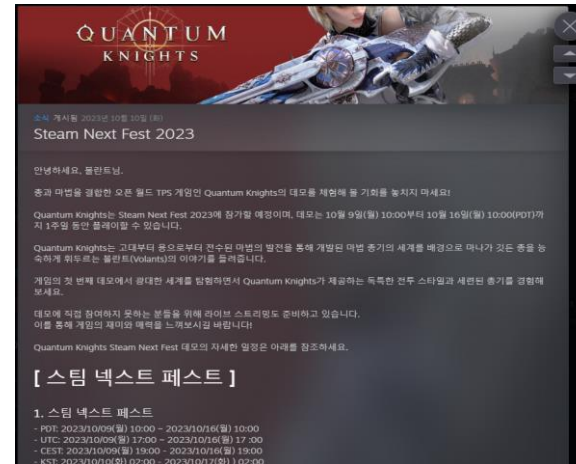 QUANTUM
KNIGHTS
소식 게시됨 2023년 10월 10일 (화)
Steam Next Fest 2023
안녕하세요, 볼란트님.
총과 마법을 결합한 오픈 월드 TPS 게임인 Quantum Knights의 데모를 체험해 볼 기회를 놓치지 마세요!
Quantum Knights는 Steam Next Fest 2023에 참가할 예정이며, 데모는 10월 9일(월) 10:00부터 10월 16일(월) 10:00(PDT)까
지 1주일 동안 플레이할 수 있습니다.
Quantum Knights는 고대부터 용으로부터 전수된 마법의 발전을 통해 개발된 마법 총기의 세계를 배경으로 마나가 깃든 총을 능
숙하게 휘두르는 볼란트(Volants)의 이야기를 들려줍니다.
게임의 첫 번째 데모에서 광대한 세계를 탐험하면서 Quantum Knights가 제공하는 독특한 전투 스타일과 세련된 총기를 경험해
보세요.
데모에 직접 참여하지 못하는 분들을 위해 라이브 스트리밍도 준비하고 있습니다.
이를 통해 게임의 재미와 매력을 느껴보시길 바랍니다!
Quantum Knights Steam Next Fest 데모의 자세한 일정은 아래를 참조하세요.
[ 스팀 넥스트 페스트 ]
1. 스팀 넥스트 페스트
- PDT: 2023/10/09(월) 10:00 ~ 2023/10/16(월) 10:00
- UTC: 2023/10/09(월) 17:00 ~ 2023/10/16(월) 17 :00
- CEST: 2023/10/09(월) 19:00 - 2023/10/16(월) 19:00
- KST: 2023/10/10(화) 02:00 - 2023/10/17(화) ) 02:00